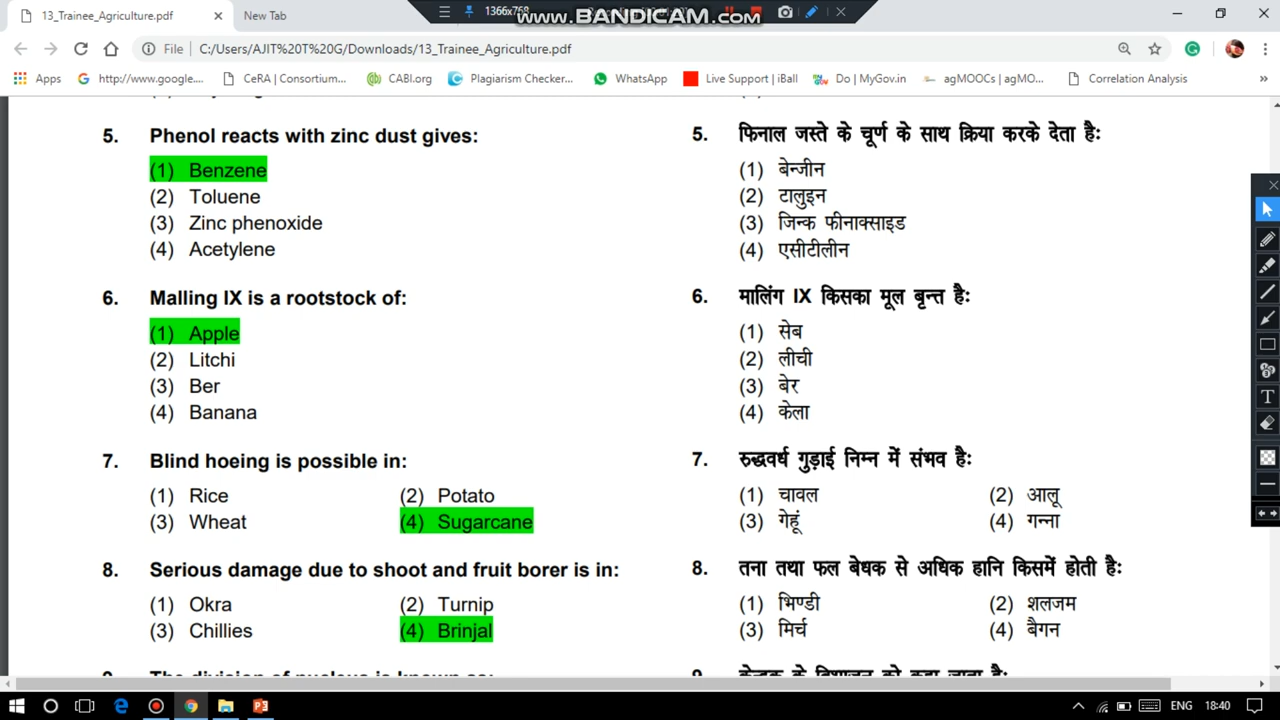 13_Trainee_Agriculture.pdf
New Tab
1366x768
www.BANDICAM.com
File
C:/Users/AJIT%20T%20G/Downloads/13_Trainee_Agriculture.pdf
Apps
http://www.google....
CeRA | Consortium...
CABI.org
Plagiarism Checker...
WhatsApp
Live Support | iBall
Do | MyGov.in
agMOOCs | agMO...
Correlation Analysis
»
5. Phenol reacts with zinc dust gives:
(1) Benzene
(2) Toluene
(3) Zinc phenoxide
(4) Acetylene
6. Malling IX is a rootstock of:
(1) Apple
(2) Litchi
(3) Ber
(4) Banana
7. Blind hoeing is possible in:
(1) Rice (2) Potato
(3) Wheat (4) Sugarcane
8. Serious damage due to shoot and fruit borer is in:
(1) Okra (2) Turnip
(3) Chillies (4) Brinjal
5. फिनाल जस्ते के चूर्ण के साथ क्रिया करके देता है:
(1) बेन्जीन
(2) टालुइन
(3) जिन्क फीनाक्साइड
(4) एसीटीलीन
6. मालिंग IX किसका मूल बृन्त है:
(1) सेब
(2) लीची
(3) बेर
(4) केला
7. रुद्धवर्ध गुड़ाई निम्न में संभव है:
(1) चावल (2) आलू
(3) गेहूं (4) गन्ना
8. तना तथा फल बेधक से अधिक हानि किसमें होती है:
(1) भिण्डी (2) शलजम
(3) मिर्च (4) बैगन
ENG
18:40